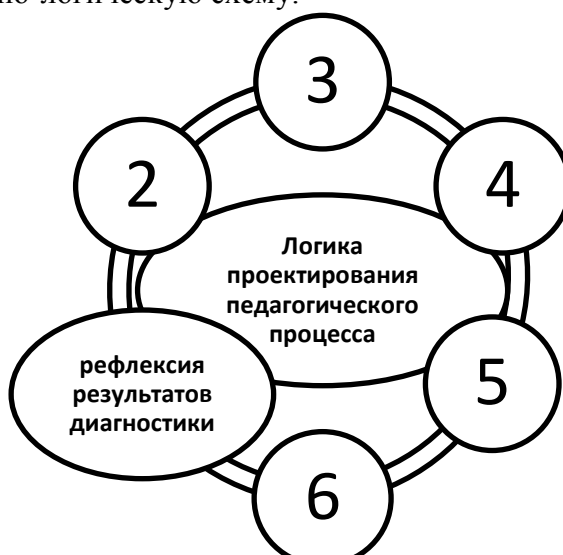 но-логическую схему.
3
2
4
Логика
проектирования
педагогического
процесса
рефлексия
результатов
диагностики
5
6